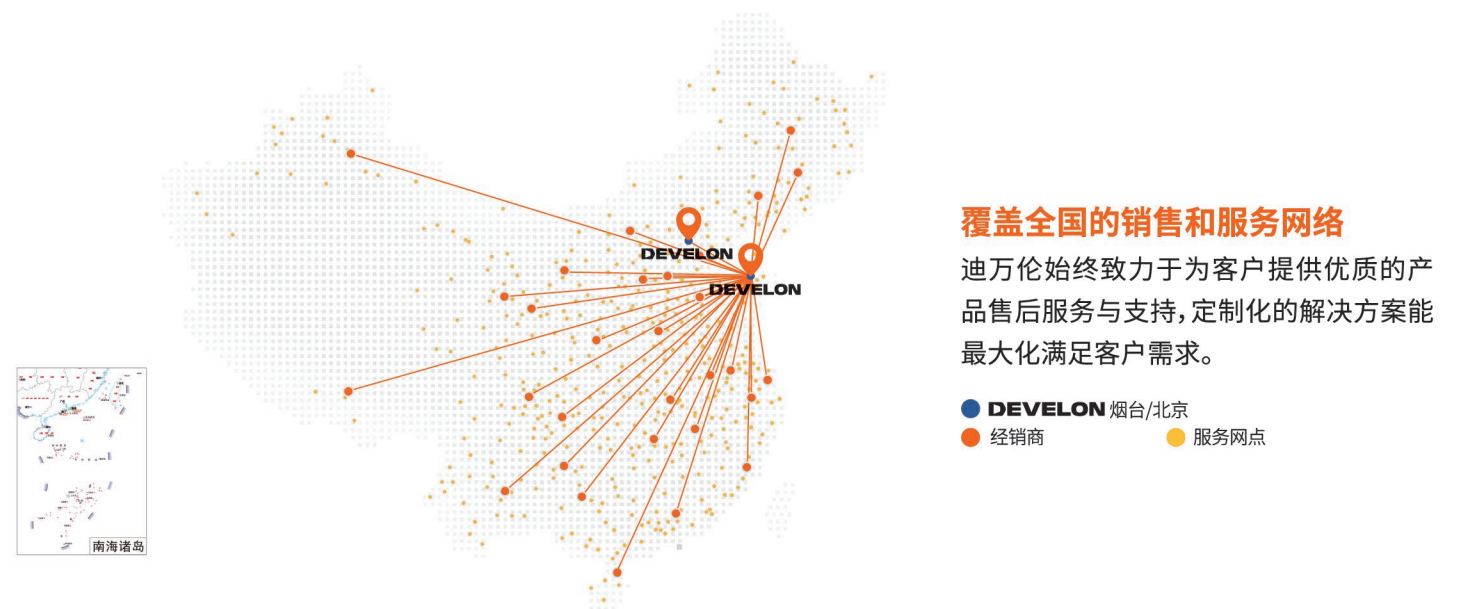 DEVELON
DEVELON
覆盖全国的销售和服务网络
迪万伦始终致力于为客户提供优质的产
品售后服务与支持,定制化的解决方案能
最大化满足客户需求。
DEVELON 烟台/北京
经销商 服务网点
南海诸岛